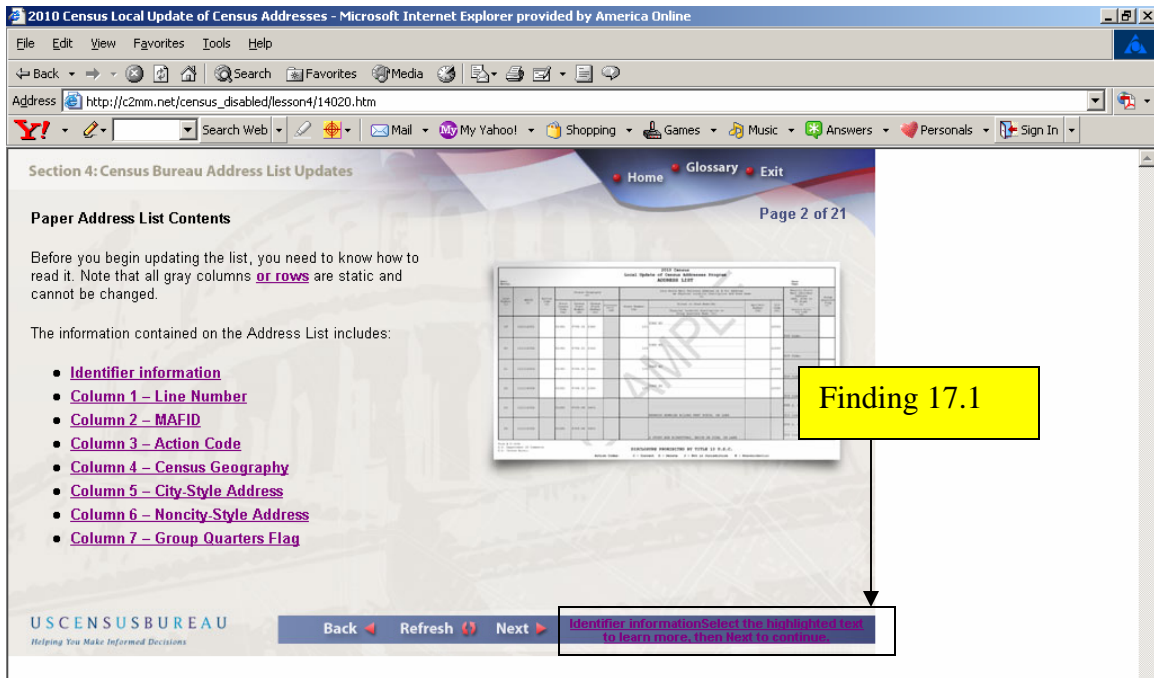 2010 Census Local Update of Census Addresses - Microsoft Internet Explorer provided by America Online
File Edit View Favorites Tools Help
Back Search Favorites Media
Address http://c2mm.net/census_disabled/lesson4/14020.htm
Y! Search Web Mail My Yahoo! Shopping Games Music Answers Personals Sign In
Section 4: Census Bureau Address List Updates
Home Glossary Exit
Paper Address List Contents
Page 2 of 21
Before you begin updating the list, you need to know how to
read it. Note that all gray columns or rows are static and
cannot be changed.
The information contained on the Address List includes:
Identifier information
Column 1 – Line Number
Column 2 – MAFID
Column 3 – Action Code
Column 4 – Census Geography
Column 5 – City-Style Address
Column 6 – Noncity-Style Address
Column 7 – Group Quarters Flag
2010 Census
Local Update of Census Addresses Program
ADDRESS LIST
SAMPLE
DISCLOSURE PROHIBITED BY TITLE 13 U.S.C.
Finding 17.1
USCENSUSBUREAU
Helping You Make Informed Decisions
Back Refresh Next
Identifier informationSelect the highlighted text
to learn more, then Next to continue.